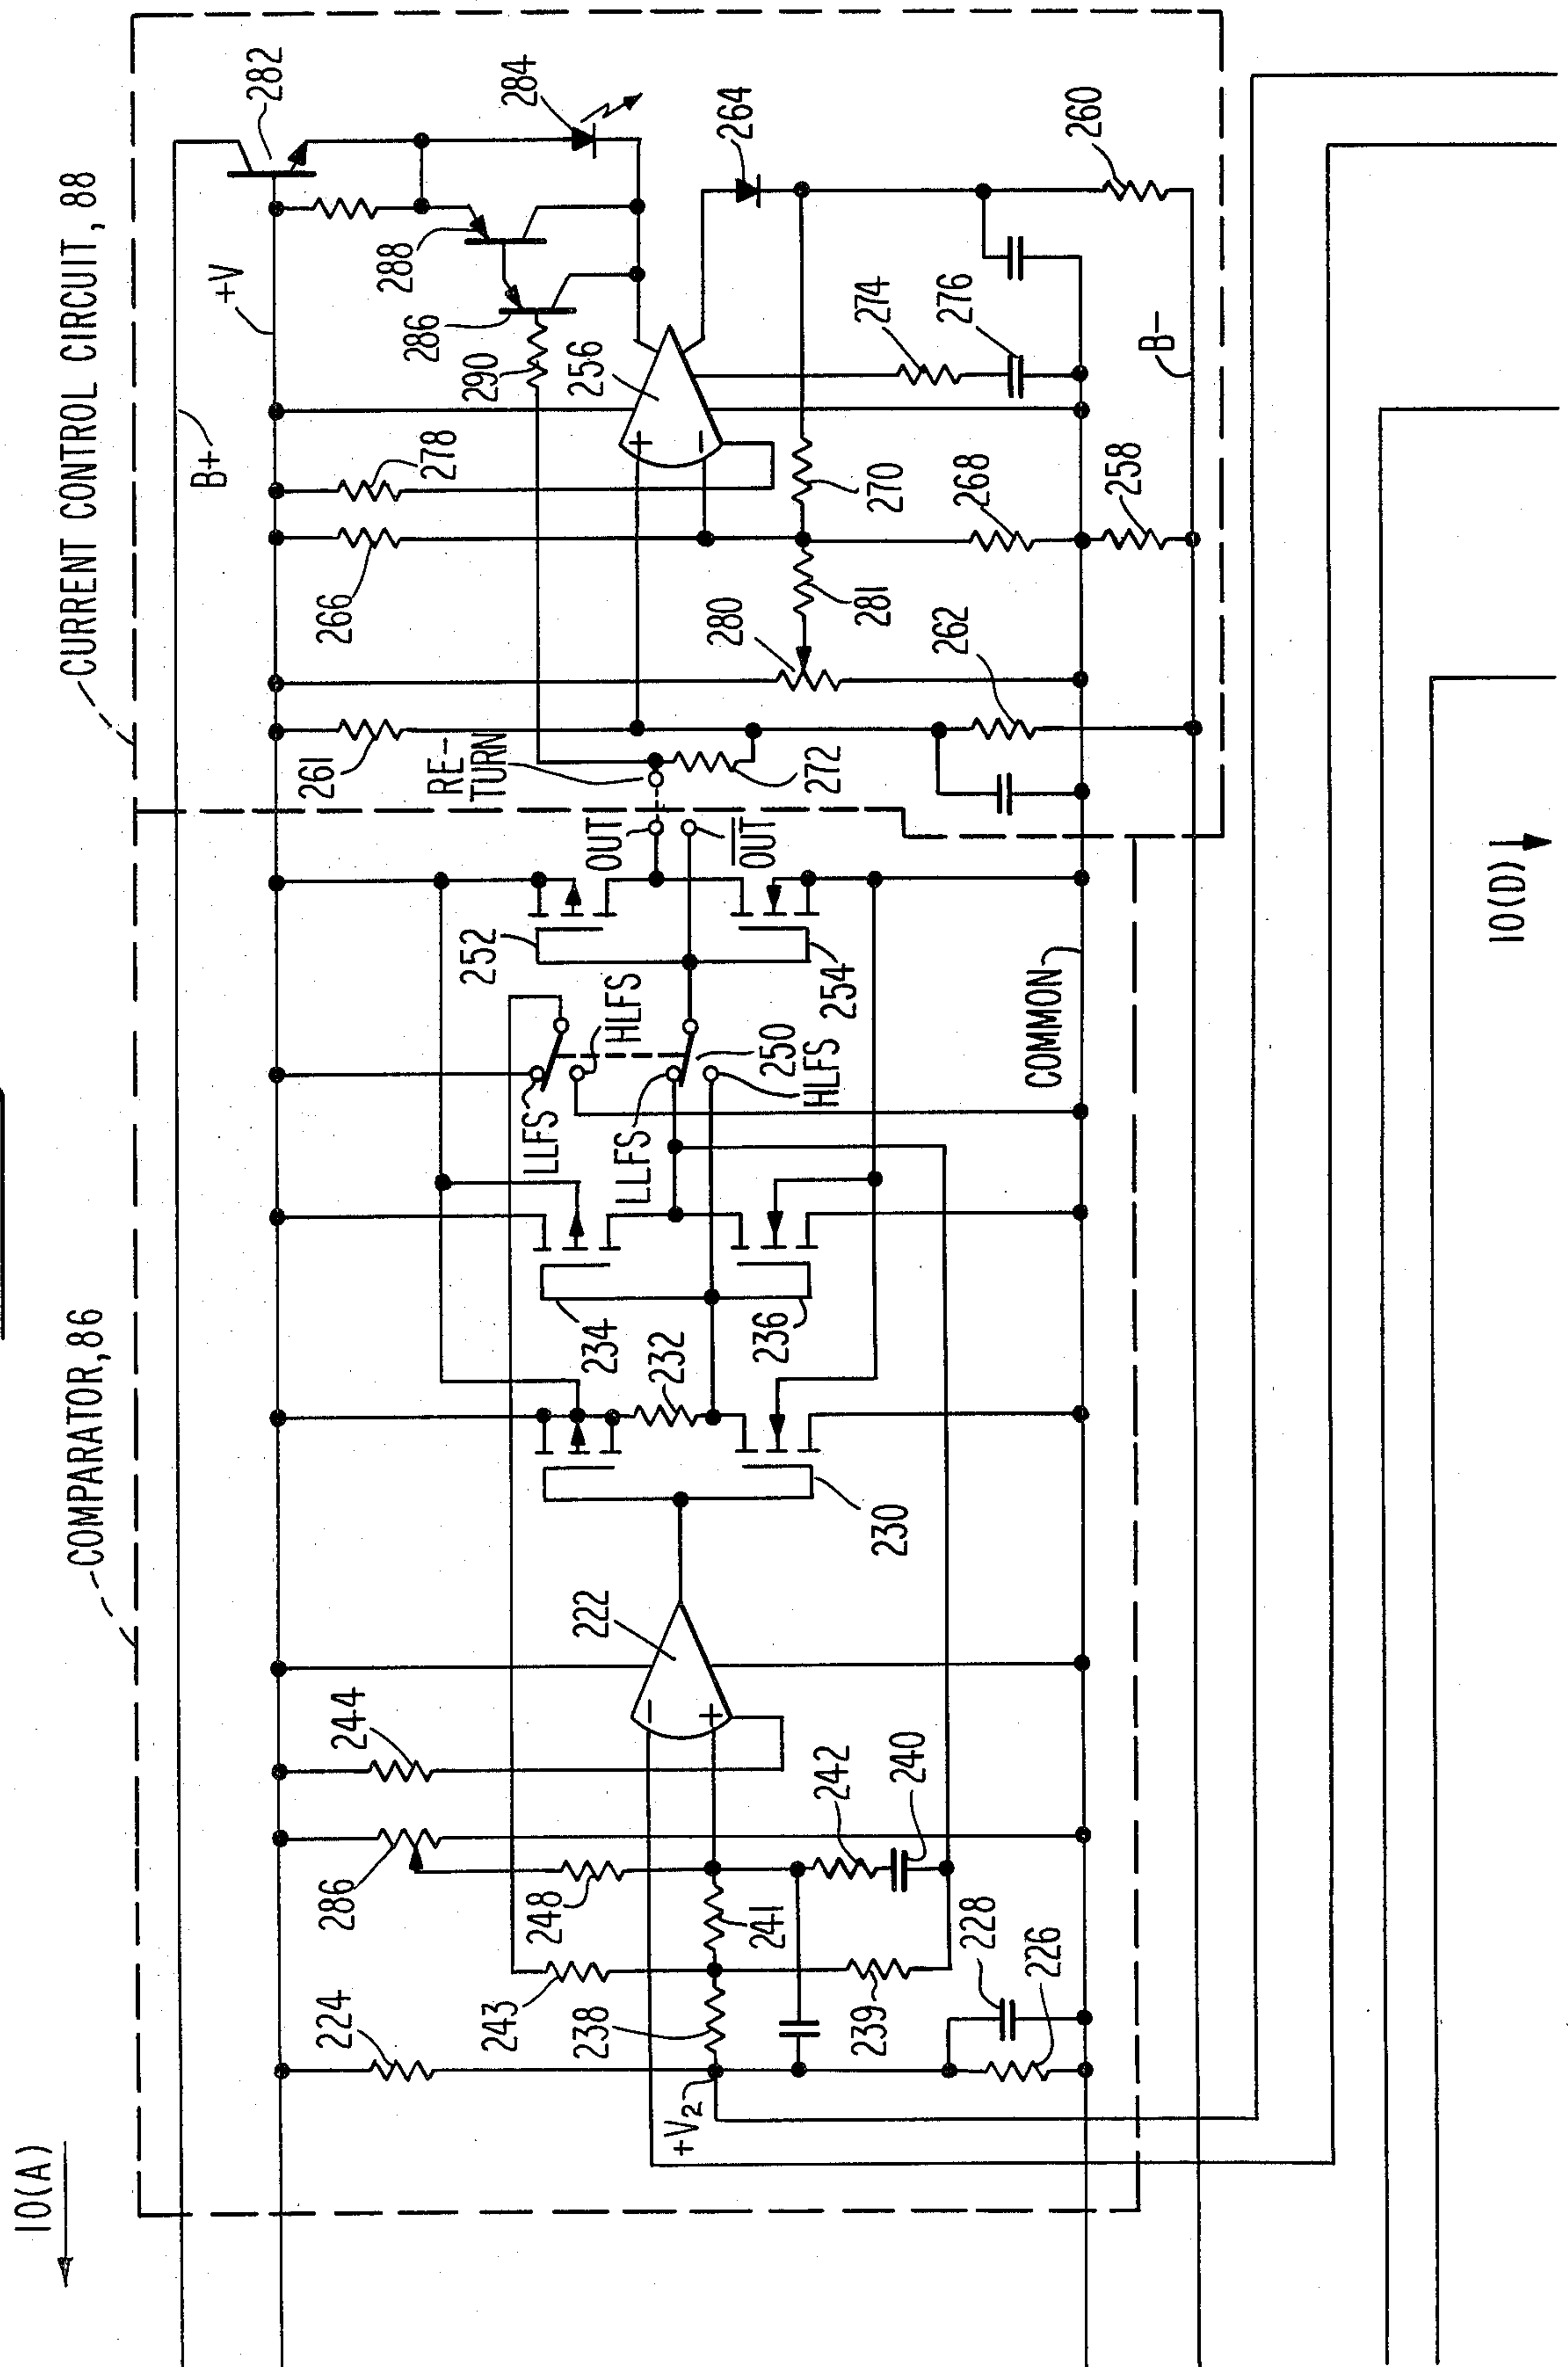 CURRENT CONTROL CIRCUIT, 88
282
284
B+
+V
288
286
290
256
264
278
266
274
276
260
B-
270
268
258
280
281
262
261
RE-
TURN
272
OUT
OUT
252
254
HLFS
LLFS
250
HLFS
LLFS
COMMON
10(D)
COMPARATOR, 86
234
232
236
230
222
244
286
248
242
240
241
243
238
239
228
226
224
+V2
10(A)